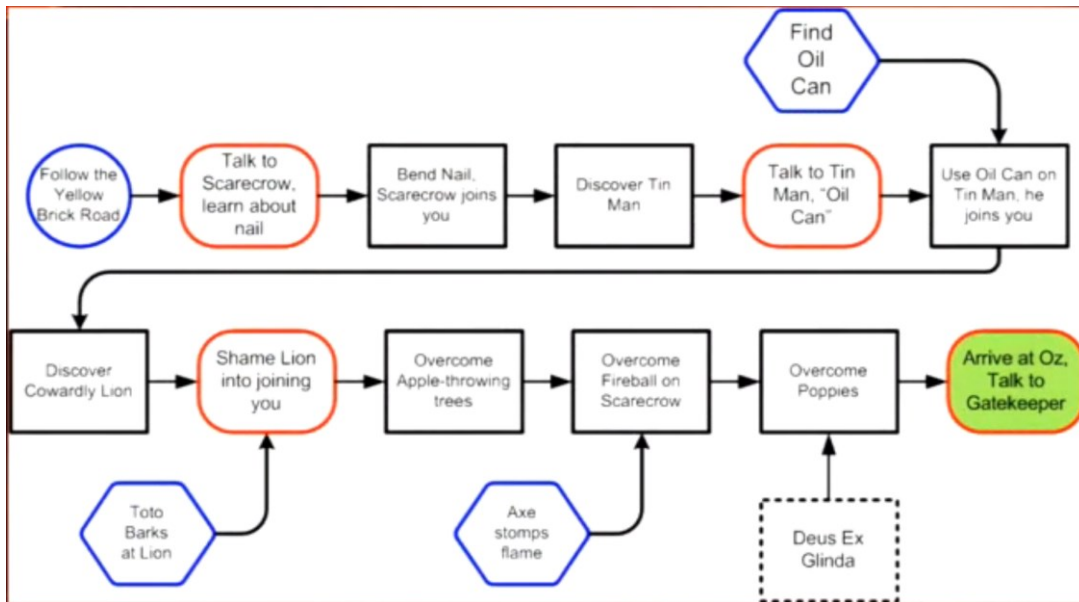 Find
Oil
Can
Follow the
Yellow
Brick Road
Talk to
Scarecrow,
learn about
nail
Bend Nail,
Scarecrow joins
you
Discover Tin
Man
Talk to Tin
Man, “Oil
Can”
Use Oil Can on
Tin Man, he
joins you
Discover
Cowardly Lion
Shame Lion
into joining
you
Overcome
Apple-throwing
trees
Overcome
Fireball on
Scarecrow
Overcome
Poppies
Arrive at Oz,
Talk to
Gatekeeper
Toto
Barks
at Lion
Axe
stomps
flame
Deus Ex
Glinda